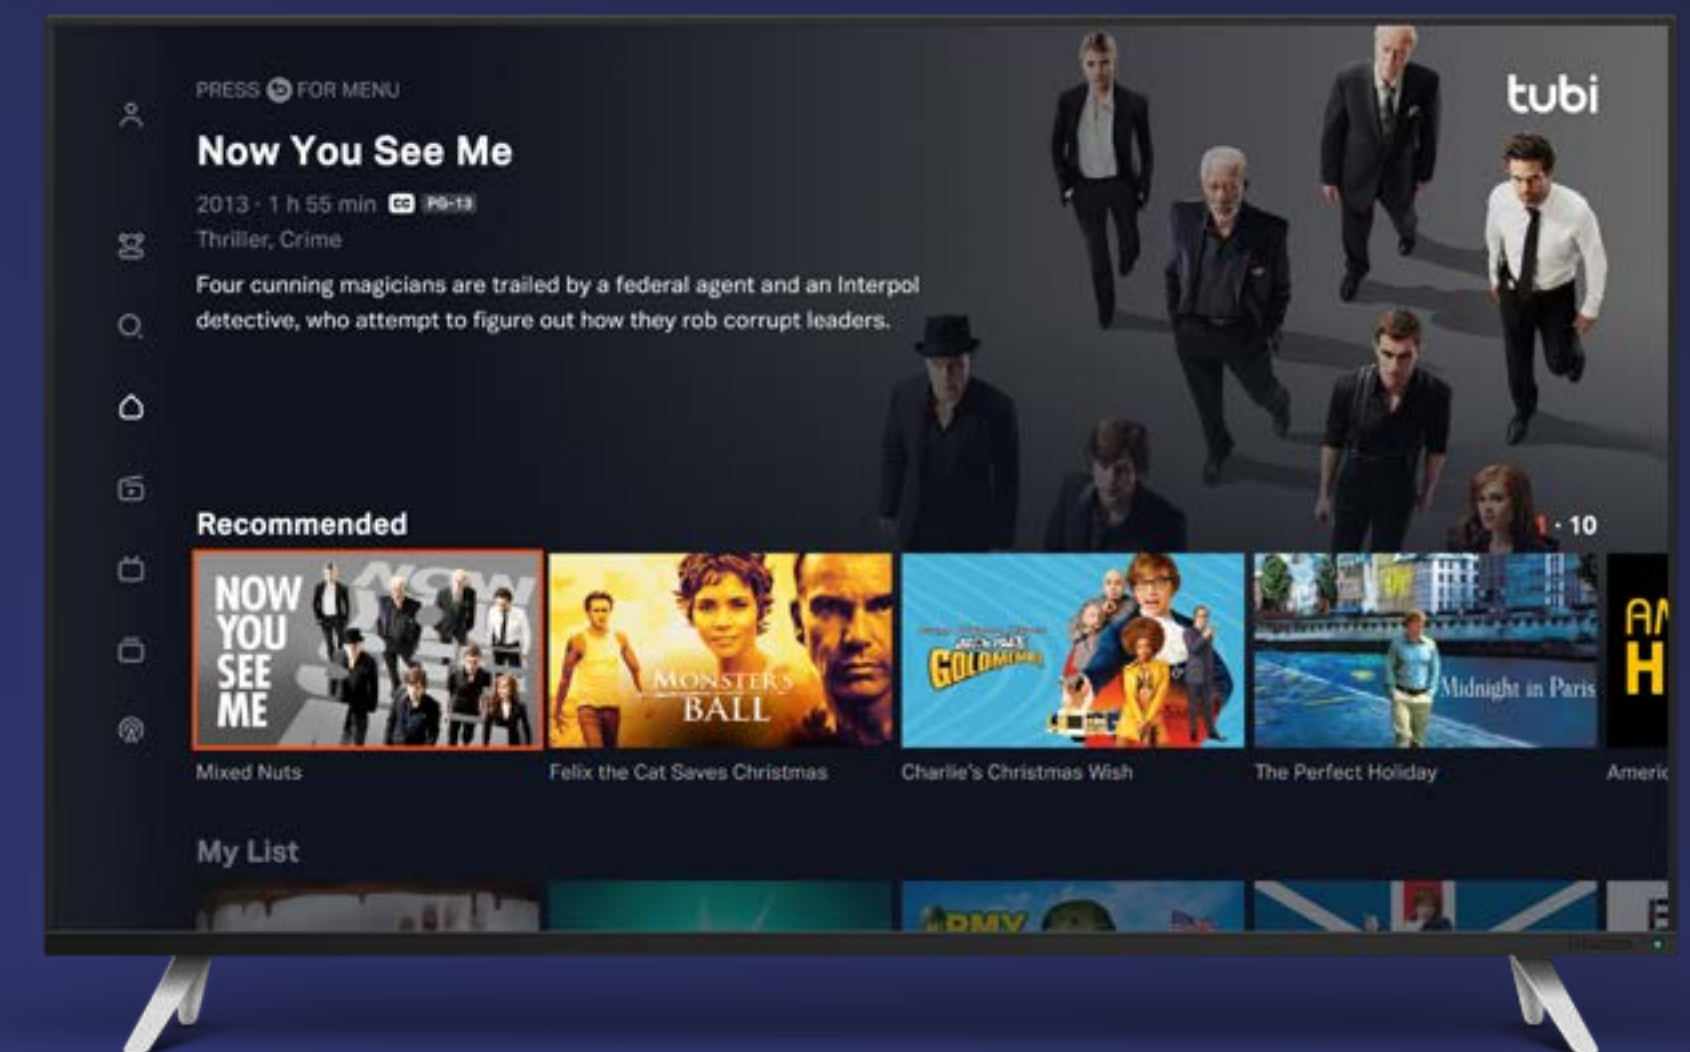 PRESS FOR MENU
tubi
Now You See Me
2013 · 1 h 55 min CC PG-13
Thriller, Crime
Four cunning magicians are trailed by a federal agent and an Interpol
detective, who attempt to figure out how they rob corrupt leaders.
Recommended
1 · 10
NOW
YOU
SEE
ME
MONSTER'S
BALL
GOLDMEMBER
Midnight in Paris
AM
H
Mixed Nuts
Felix the Cat Saves Christmas
Charlie's Christmas Wish
The Perfect Holiday
Americ
My List
ARMY